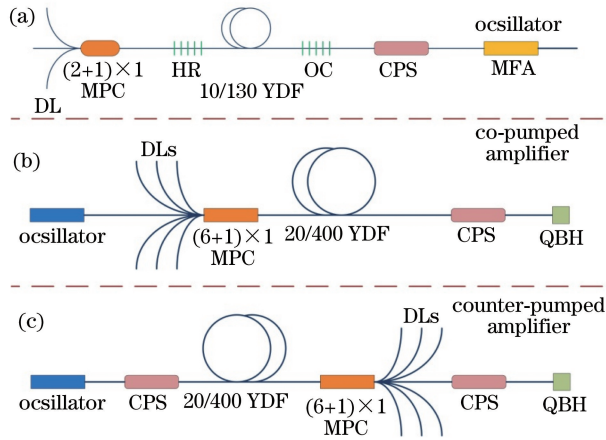 (a)
ocsillator
(2+1)×1
MPC
HR
10/130 YDF
OC
CPS
MFA
DL
co-pumped
amplifier
(b)
DLs
ocsillator
(6+1)×1
MPC
20/400 YDF
CPS
QBH
counter-pumped
amplifier
(c)
DLs
ocsillator
CPS
20/400 YDF
(6+1)×1
MPC
CPS
QBH